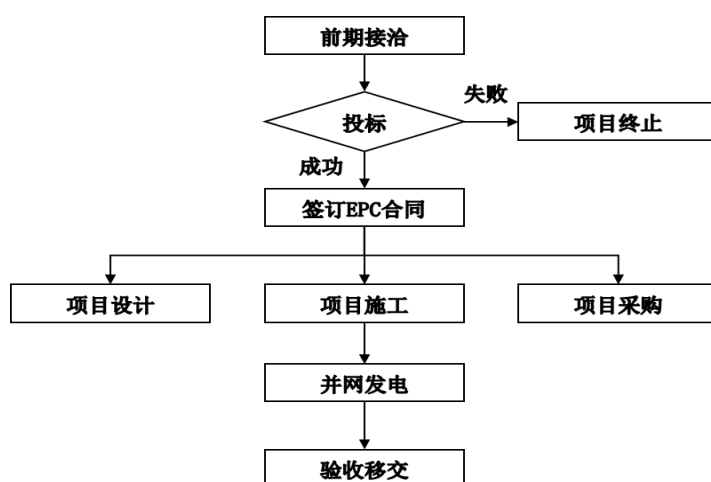 前期接洽
失败
投标
项目终止
成功
签订EPC合同
项目设计
项目施工
项目采购
并网发电
验收移交